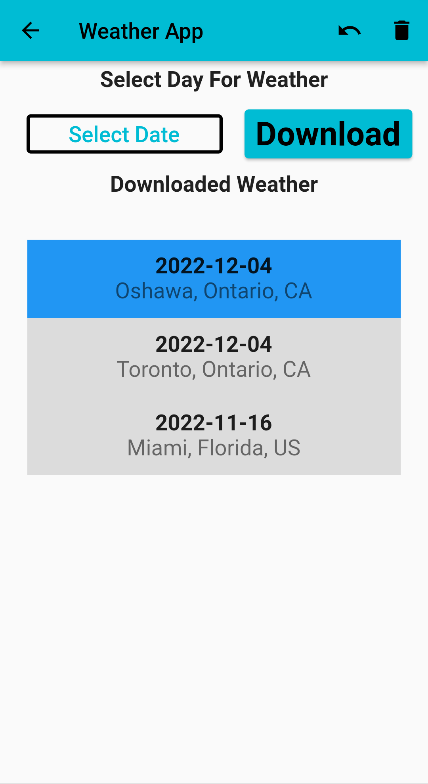 Weather App
Select Day For Weather
Select Date
Download
Downloaded Weather
2022-12-04
Oshawa, Ontario, CA
2022-12-04
Toronto, Ontario, CA
2022-11-16
Miami, Florida, US